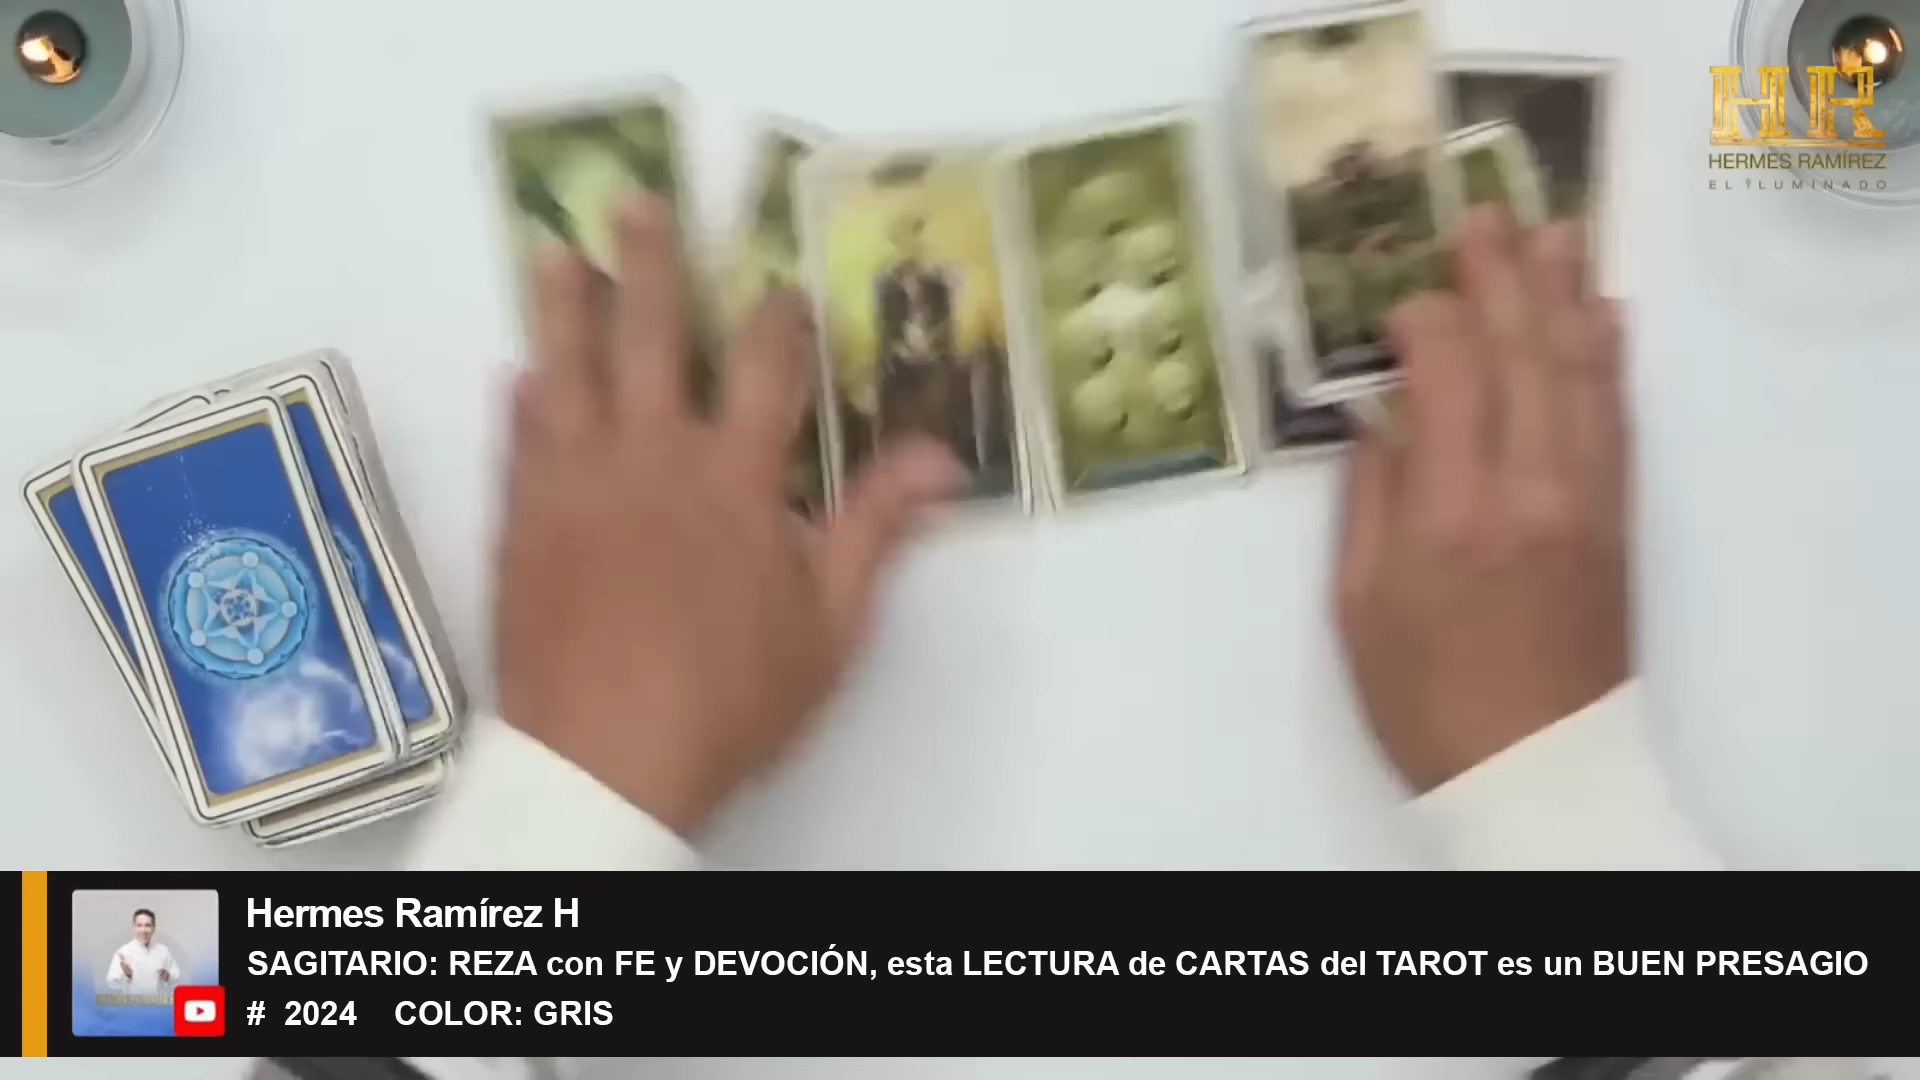 HR
HERMES RAMÍREZ
EL ILUMINADO
Hermes Ramírez H
SAGITARIO: REZA con FE y DEVOCIÓN, esta LECTURA de CARTAS del TAROT es un BUEN PRESAGIO
# 2024 COLOR: GRIS